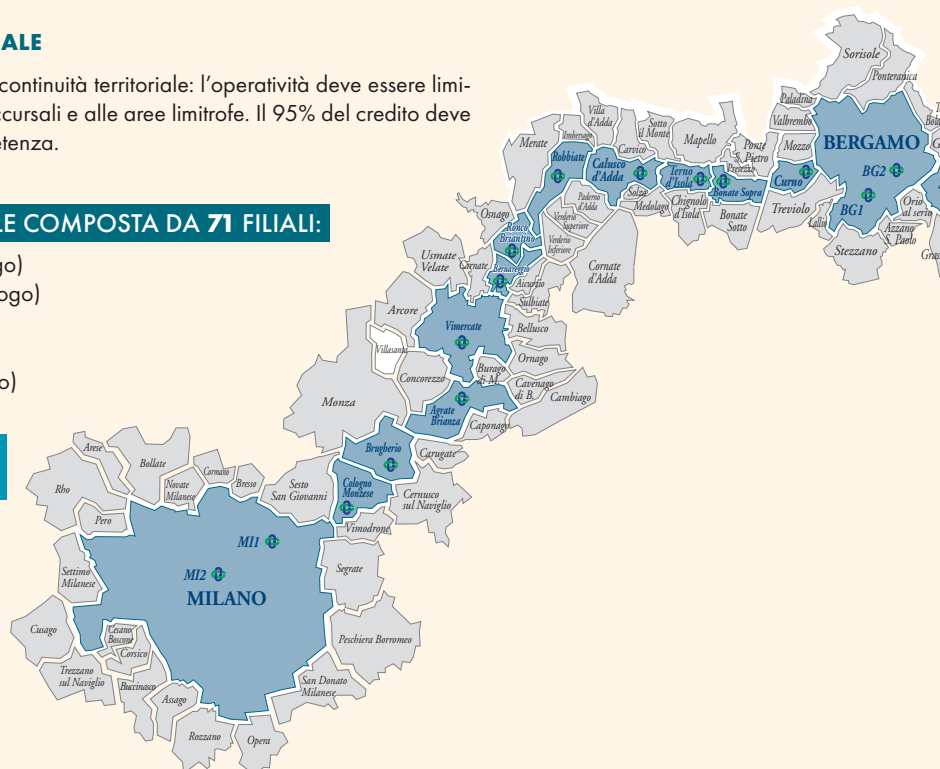 ALE
continuità territoriale: l’operatività deve essere limi-
ccursali e alle aree limitrofe. Il 95% del credito deve
etenza.
LE COMPOSTA DA 71 FILIALI:
go)
ogo)
o)
Sorisole
Ponteranica
Paladina
Valbrembo
Mozzo
BERGAMO
BG2
BG1
Curno
Treviolo
Lallio
Stezzano
Azzano
S. Paolo
Orio
al serio
Gras
Villa
d'Adda
Sotto
il Monte
Mapello
Ponte
S. Pietro
Presezzo
Merate
Imbersago
Carvico
Robbiate
Calusco
d'Adda
Terno
d'Isola
Bonate Sopra
Solza
Medolago
Chignolo
d'Isola
Bonate
Sotto
Paderno
d'Adda
Verderio
Superiore
Verderio
Inferiore
Cornate
d'Adda
Osnago
Ronco
Briantino
Bernareggio
Carnate
Aicurzio
Sulbiate
Usmate
Velate
Arcore
Vimercate
Bellusco
Ornago
Villasanta
Concorezzo
Burago
di M.
Cavenago
di B.
Cambiago
Monza
Agrate
Brianza
Caponago
Brugherio
Carugate
Cologno
Monzese
Cernusco
sul Naviglio
Vimodrone
Arese
Bollate
Rho
Pero
Novate
Milanese
Cormano
Bresso
Sesto
San Giovanni
MI1
MI2
MILANO
Segrate
Settimo
Milanese
Cusago
Cesano
Boscone
Corsico
Trezzano
sul Naviglio
Buccinasco
Assago
Rozzano
Opera
San Donato
Milanese
Peschiera Borromeo